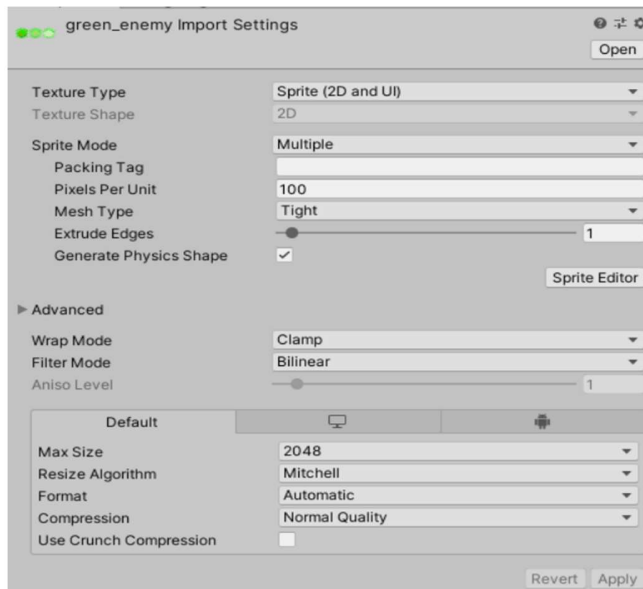 green_enemy Import Settings
Open
Texture Type Sprite (2D and UI)
Texture Shape 2D
Sprite Mode Multiple
Packing Tag
Pixels Per Unit 100
Mesh Type Tight
Extrude Edges 1
Generate Physics Shape
Sprite Editor
Advanced
Wrap Mode Clamp
Filter Mode Bilinear
Aniso Level 1
Default
Max Size 2048
Resize Algorithm Mitchell
Format Automatic
Compression Normal Quality
Use Crunch Compression
Revert Apply